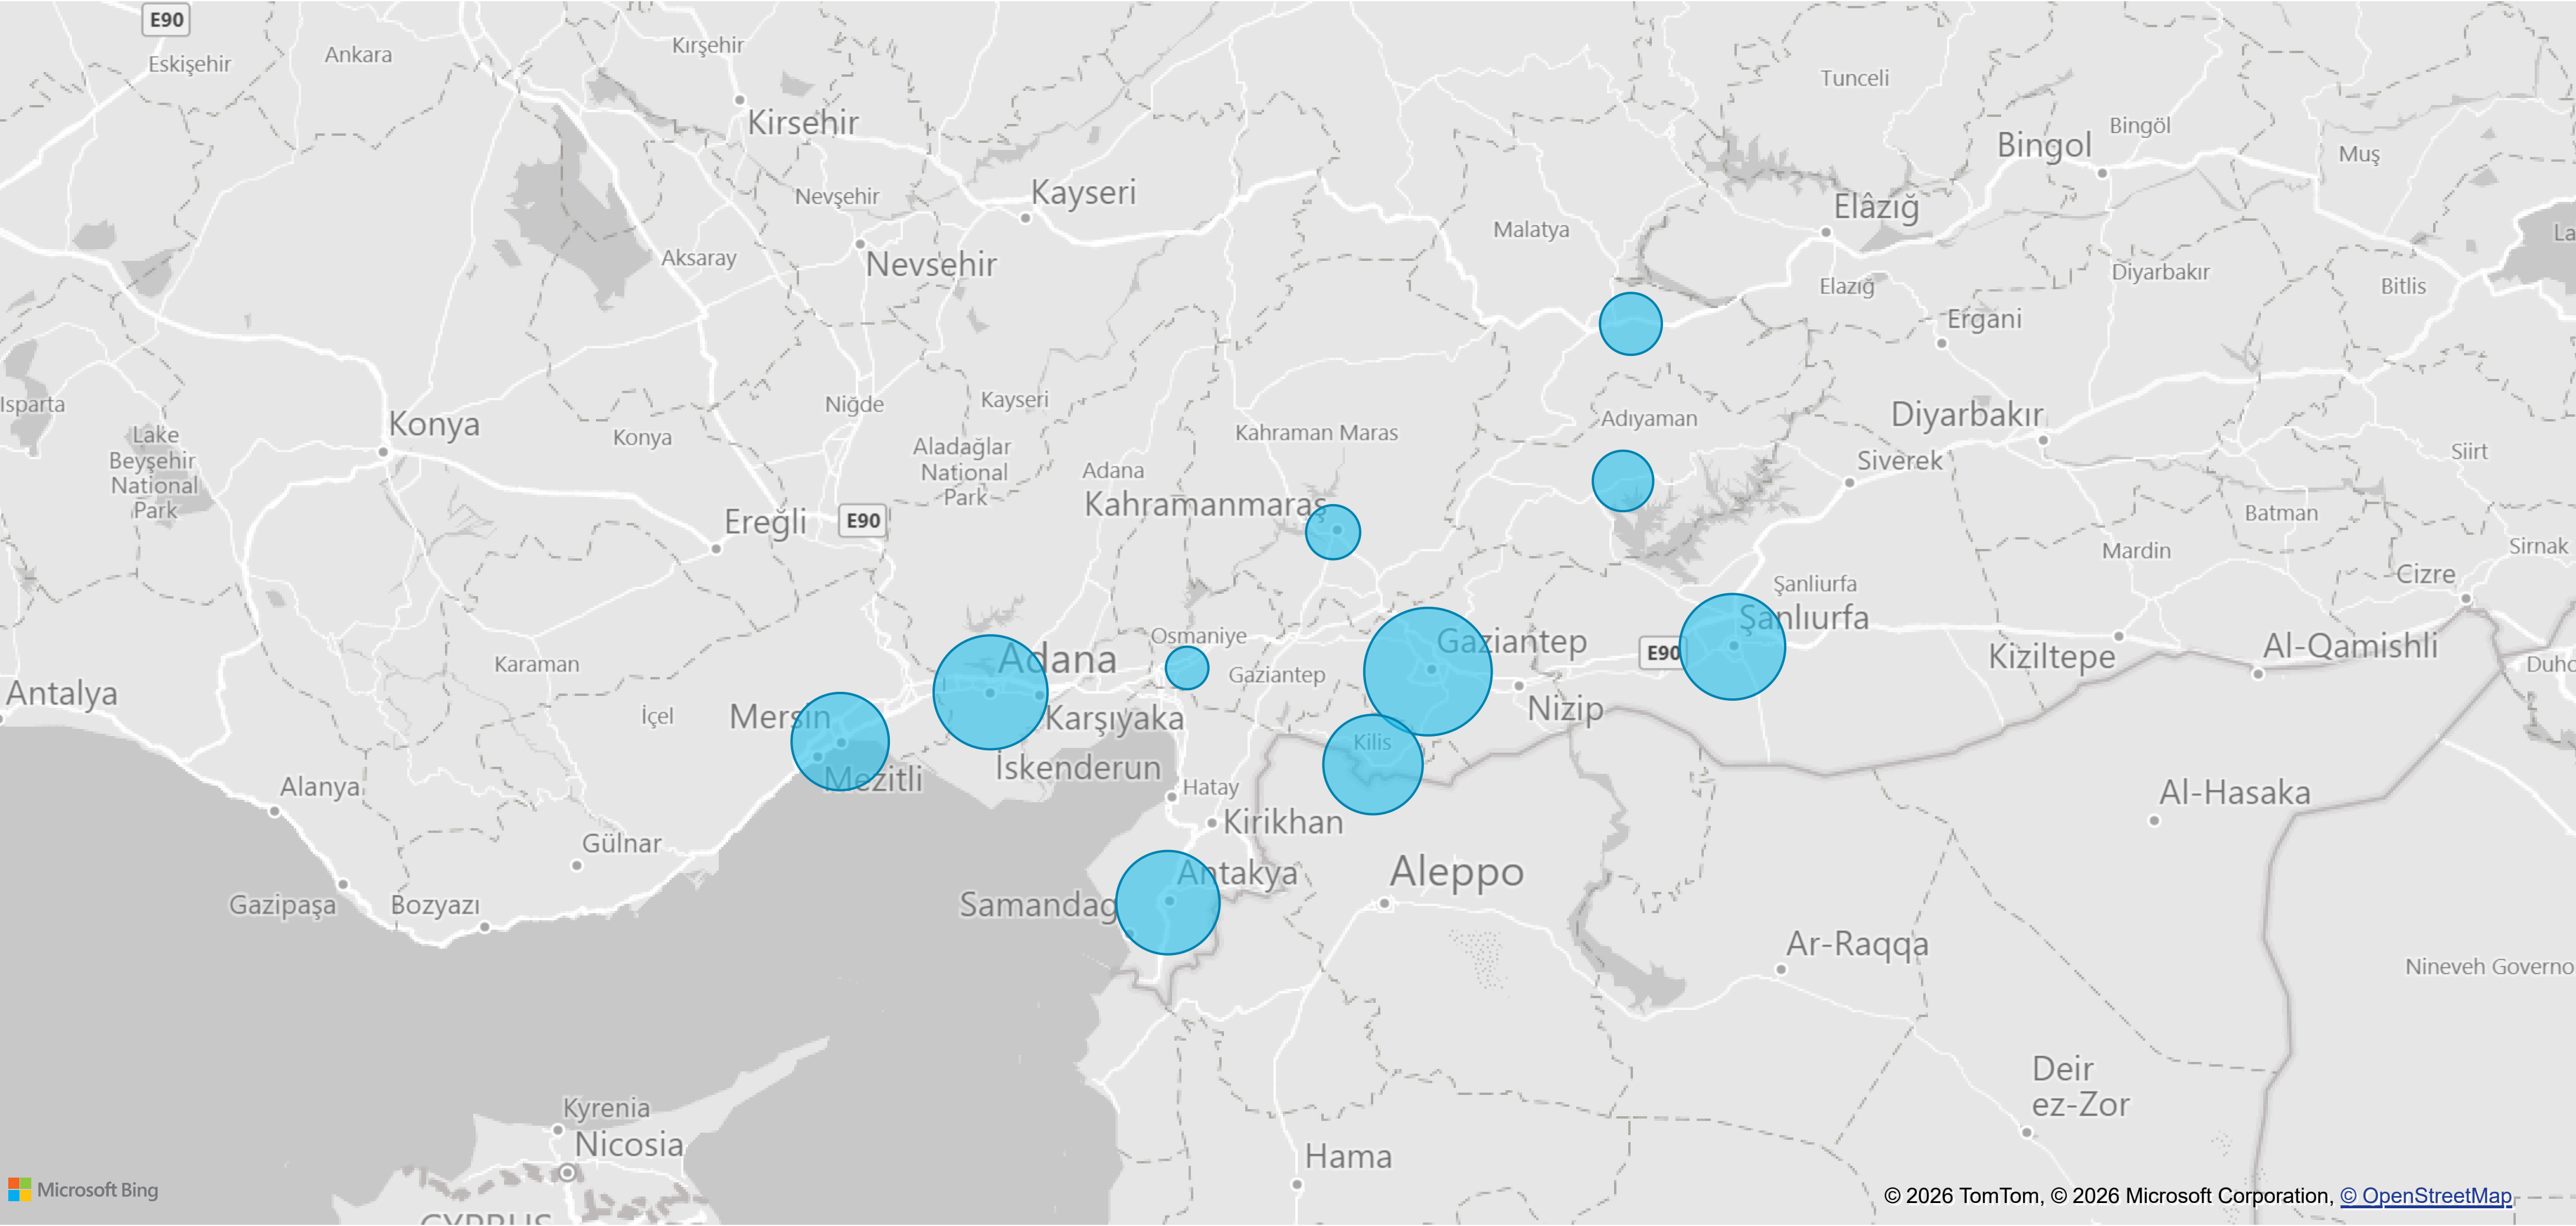 E90
Eskişehir
Ankara
Kırşehir
Kirsehir
Tunceli
Bingol
Bingöl
Muş
Nevşehir
Kayseri
Elâzığ
Malatya
La
Aksaray
Nevsehir
Elazığ
Diyarbakır
Bitlis
Ergani
Isparta
Konya
Konya
Niğde
Kayseri
Adıyaman
Diyarbakır
Lake
Beyşehir
National
Park
Aladağlar
National
Park
Adana
Kahraman Maras
Siverek
Siirt
Kahramanmaraş
Ereğli
E90
Batman
Mardin
Sirnak
Cizre
Şanliurfa
Şanlıurfa
Osmaniye
Adana
Gaziantep
Gaziantep
E90
Kiziltepe
Al-Qamishli
Duhc
Karaman
Antalya
İçel
Mersin
Karşıyaka
Nizip
Kilis
Mezitli
İskenderun
Hatay
Alanya
Kirikhan
Al-Hasaka
Gülnar
Antakya
Aleppo
Gazipaşa
Bozyazı
Samandag
Ar-Raqqa
Nineveh Governo
Deir
ez-Zor
Kyrenia
Nicosia
Hama
Microsoft Bing
© 2026 TomTom, © 2026 Microsoft Corporation, © OpenStreetMap
CYPRUS